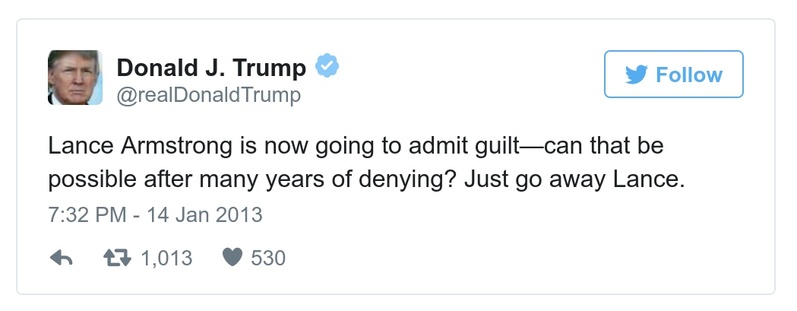 Donald J. Trump
@realDonaldTrump
Follow
Lance Armstrong is now going to admit guilt—can that be
possible after many years of denying? Just go away Lance.
7:32 PM - 14 Jan 2013
1,013 530